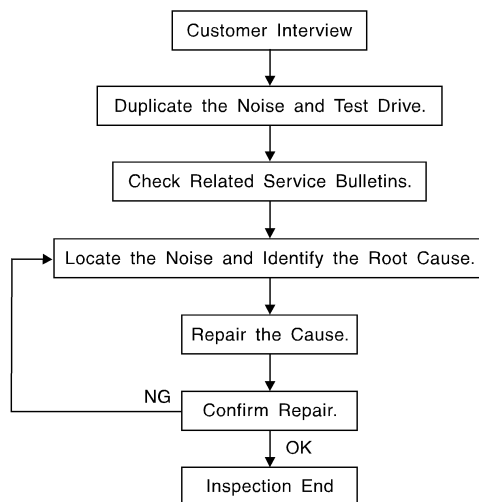 Customer Interview
Duplicate the Noise and Test Drive.
Check Related Service Bulletins.
Locate the Noise and Identify the Root Cause.
Repair the Cause.
NG
Confirm Repair.
OK
Inspection End